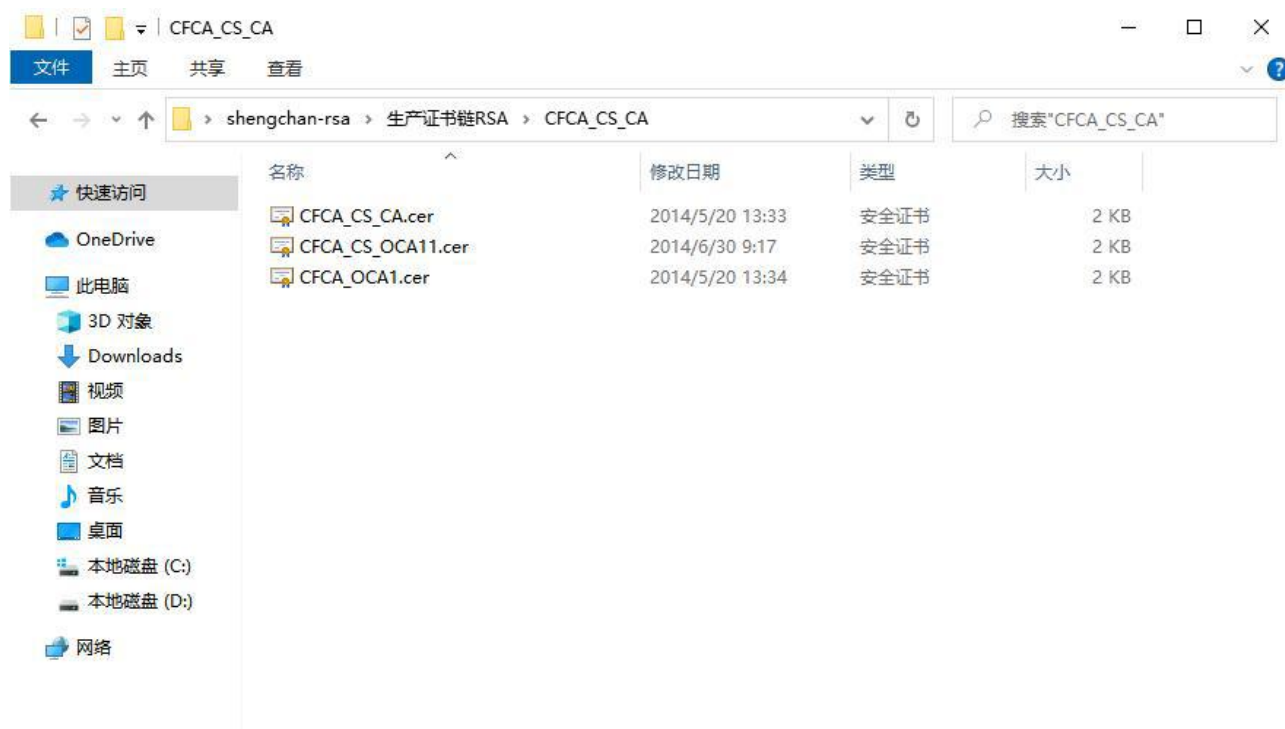 CFCA_CS_CA
文件 主页 共享 查看
shengchan-rsa › 生产证书链RSA › CFCA_CS_CA
搜索"CFCA_CS_CA"
名称 修改日期 类型 大小
CFCA_CS_CA.cer 2014/5/20 13:33 安全证书 2 KB
CFCA_CS_OCA11.cer 2014/6/30 9:17 安全证书 2 KB
CFCA_OCA1.cer 2014/5/20 13:34 安全证书 2 KB
快速访问
OneDrive
此电脑
3D 对象
Downloads
视频
图片
文档
音乐
桌面
本地磁盘 (C:)
本地磁盘 (D:)
网络